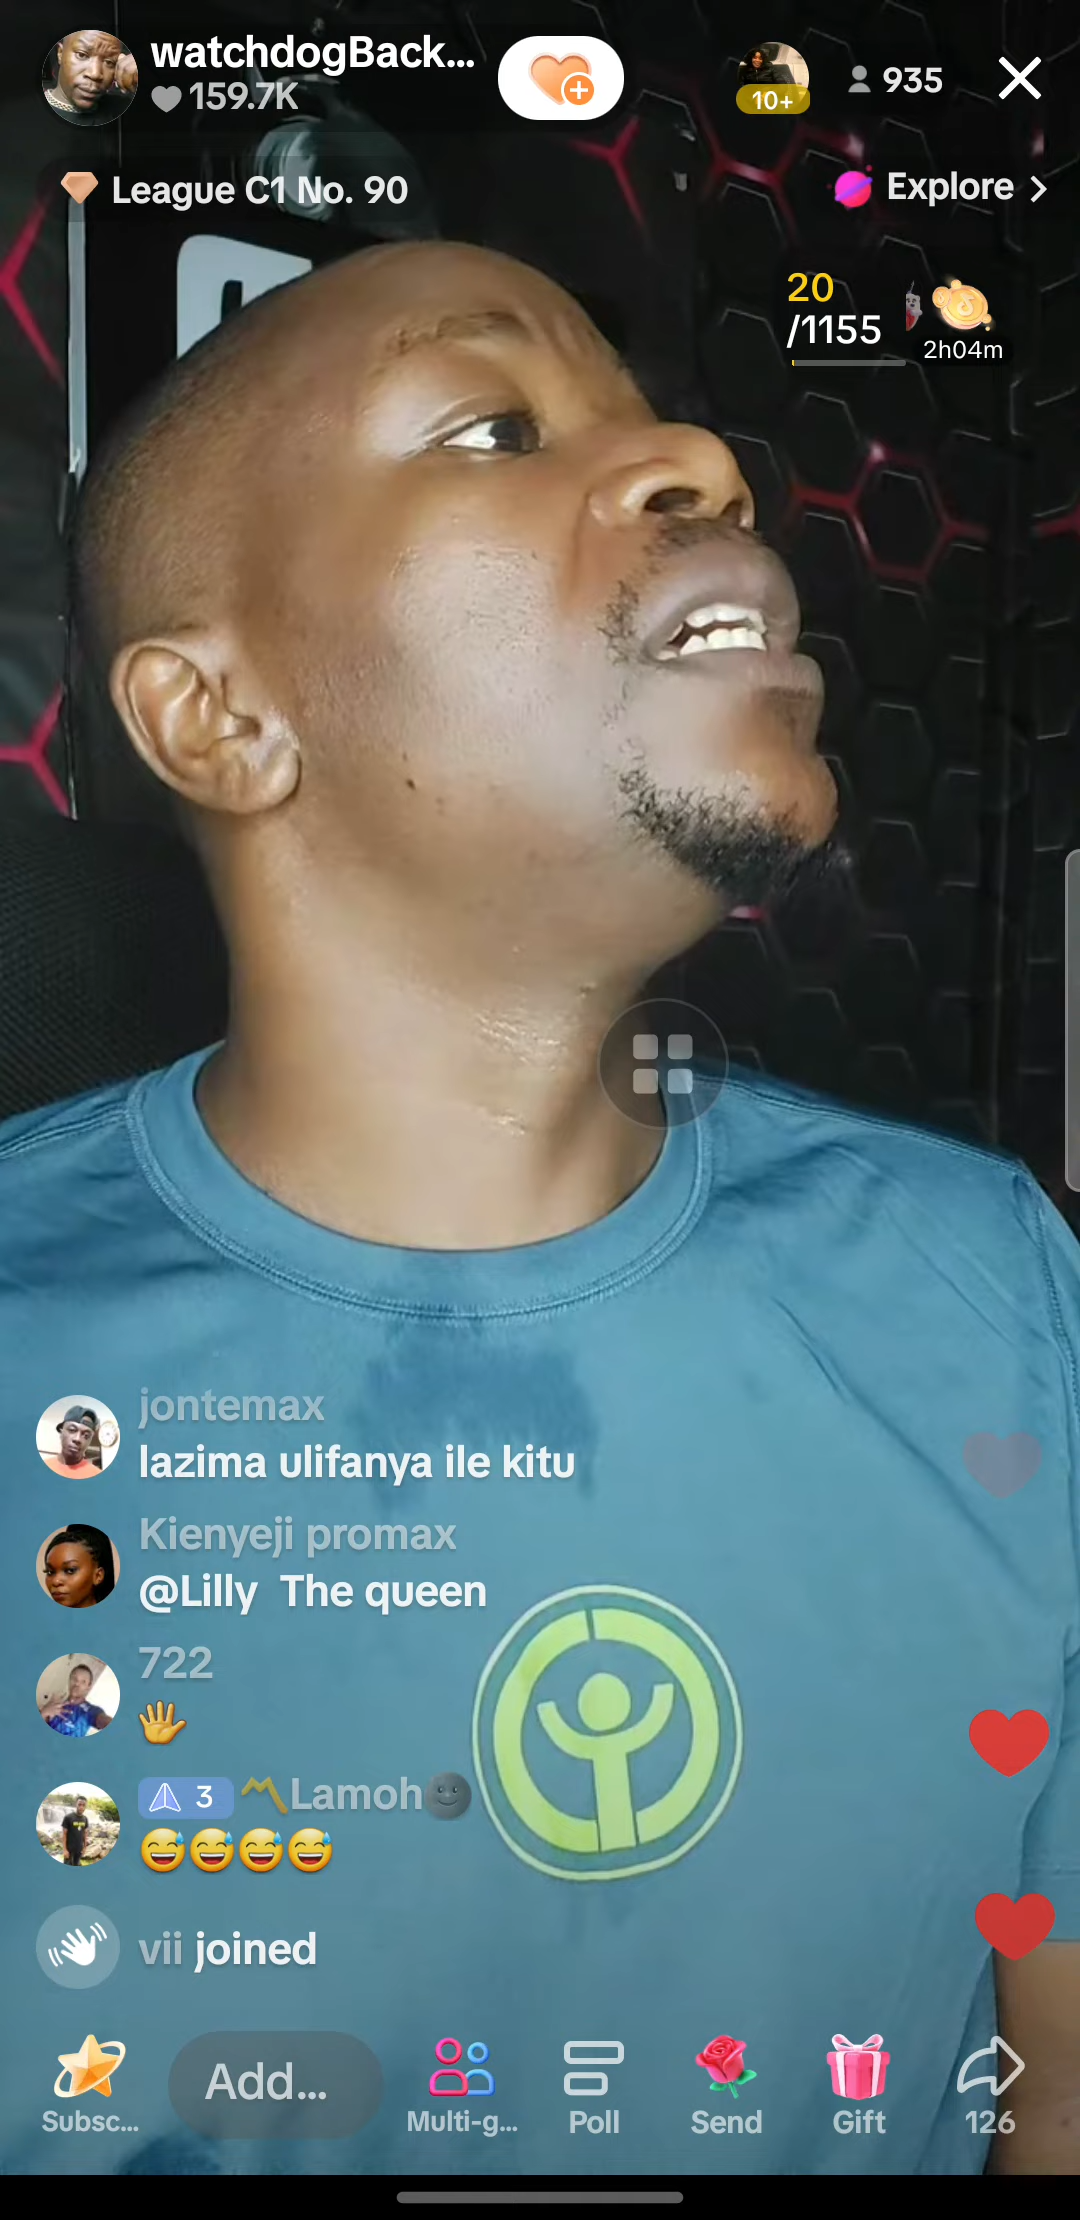 watchdogBack...
159.7K
10+
935
League C1 No. 90
Explore
20
/1155
2h04m
jontemax
lazima ulifanya ile kitu
Kienyeji promax
@Lilly The queen
722
🖐
3 〽️Lamoh🌚
😅😅😅😅
vii joined
Subsc...
Add...
Multi-g...
Poll
Send
Gift
126